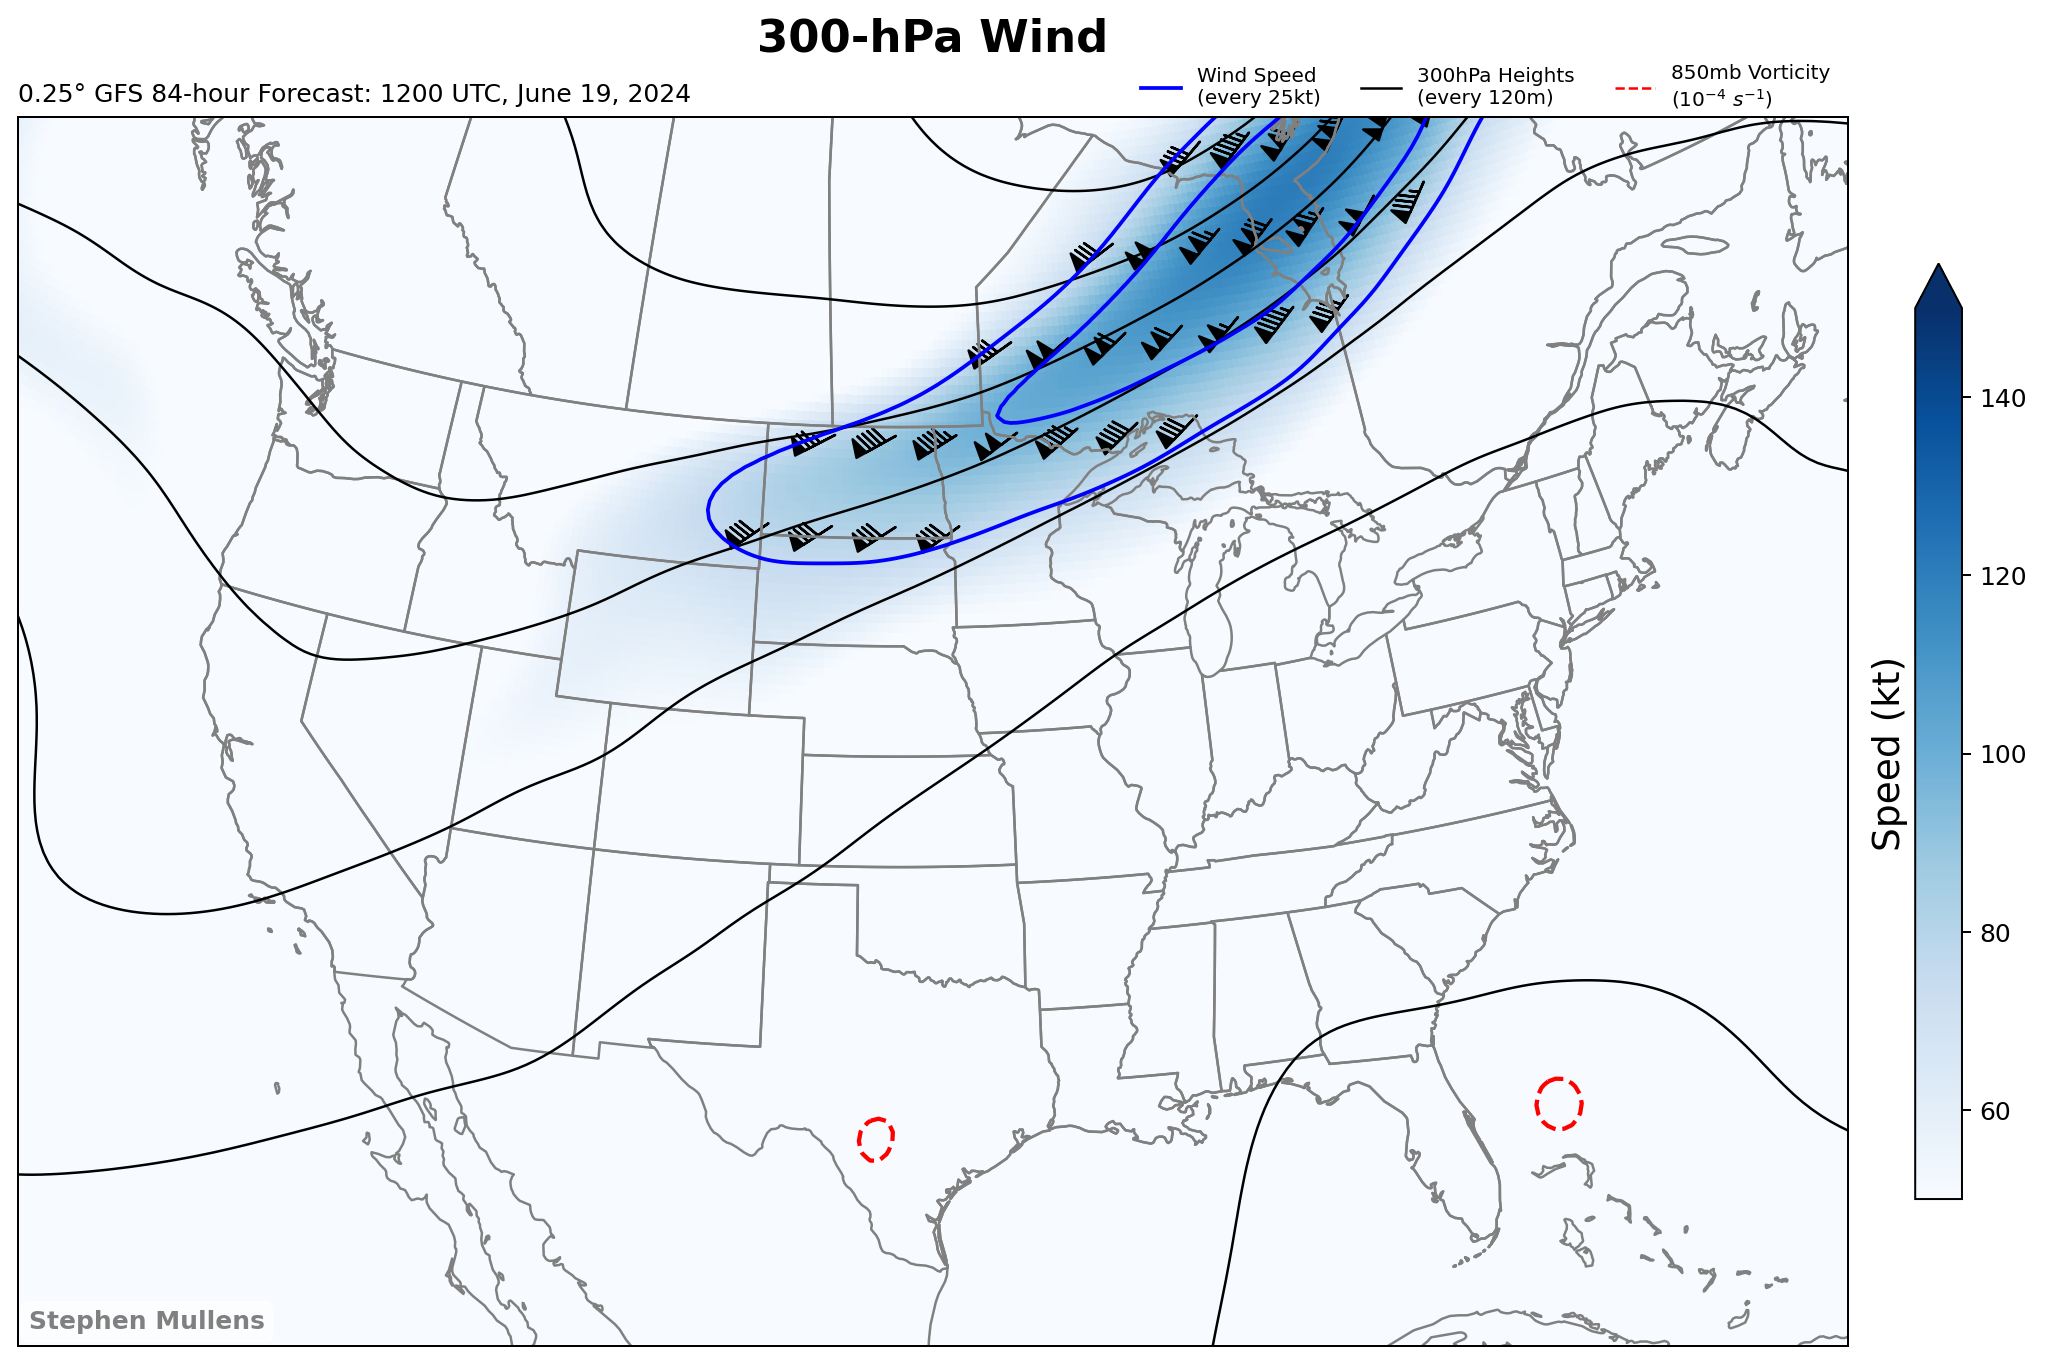 300-hPa Wind
0.25° GFS 84-hour Forecast: 1200 UTC, June 19, 2024
Wind Speed
(every 25kt)
300hPa Heights
(every 120m)
850mb Vorticity
(10⁻⁴ s⁻¹)
140
120
100
80
60
Speed (kt)
Stephen Mullens